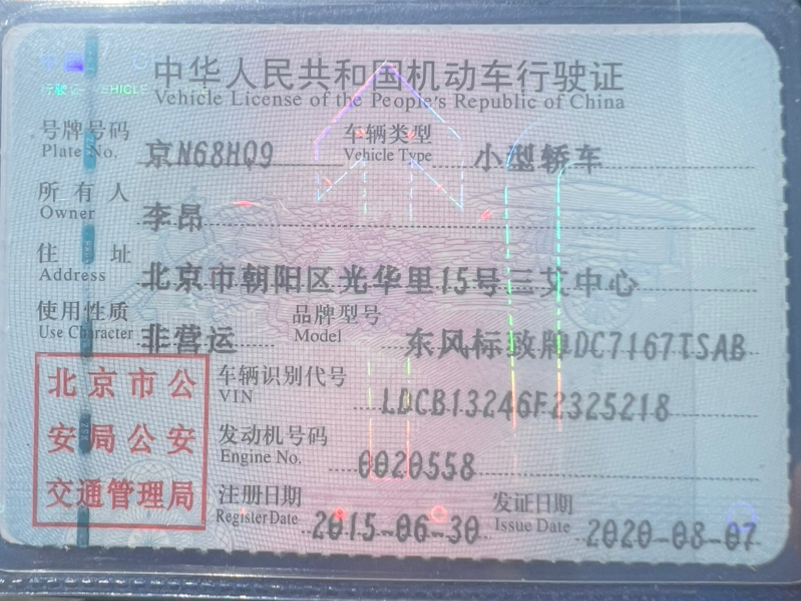 行驶证 VEHICLE
中华人民共和国机动车行驶证
Vehicle License of the People's Republic of China
号牌号码 京N68HQ9 车辆类型 小型轿车
Plate No. Vehicle Type
所有人 李昂
Owner
住址 北京市朝阳区光华里15号三艾中心
Address
使用性质 非营运 品牌型号 东风标致牌DC7167TSAB
Use Character Model
北京市公安局公安交通管理局
车辆识别代号 LDCB13246F2325218
VIN
发动机号码 0020558
Engine No.
注册日期 2015-06-30 发证日期 2020-08-07
Register Date Issue Date